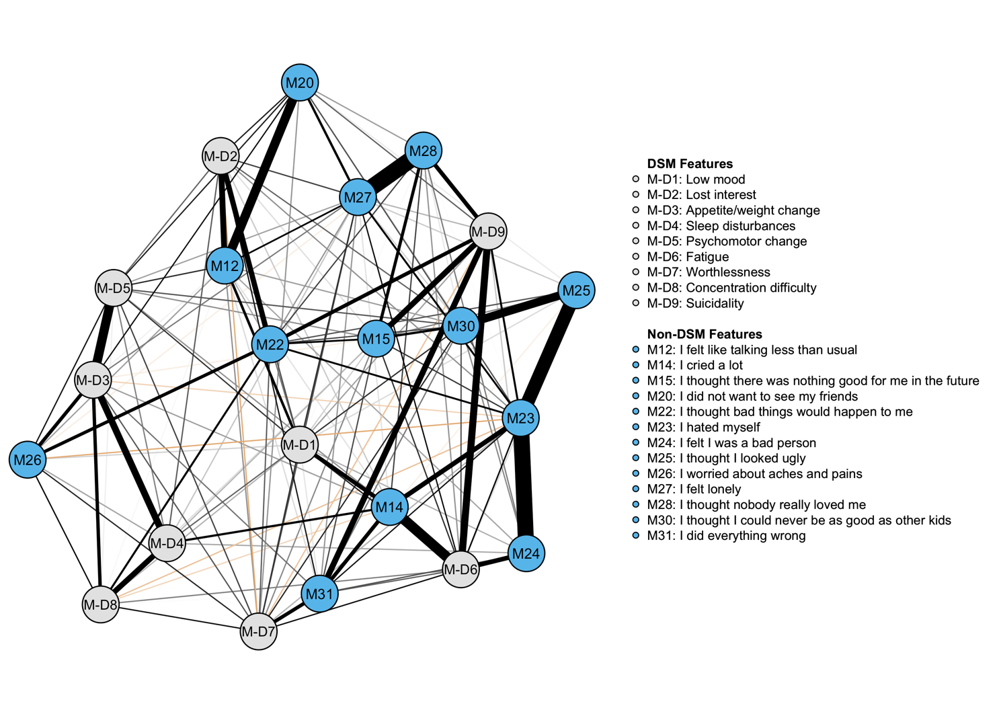 M20
M28
M-D2
M27
M-D9
M12
M25
M-D5
M30
M15
M22
M-D3
M23
M-D1
M26
M14
M-D4
M24
M-D6
M31
M-D8
M-D7
DSM Features
M-D1: Low mood
M-D2: Lost interest
M-D3: Appetite/weight change
M-D4: Sleep disturbances
M-D5: Psychomotor change
M-D6: Fatigue
M-D7: Worthlessness
M-D8: Concentration difficulty
M-D9: Suicidality
Non-DSM Features
M12: I felt like talking less than usual
M14: I cried a lot
M15: I thought there was nothing good for me in the future
M20: I did not want to see my friends
M22: I thought bad things would happen to me
M23: I hated myself
M24: I felt I was a bad person
M25: I thought I looked ugly
M26: I worried about aches and pains
M27: I felt lonely
M28: I thought nobody really loved me
M30: I thought I could never be as good as other kids
M31: I did everything wrong